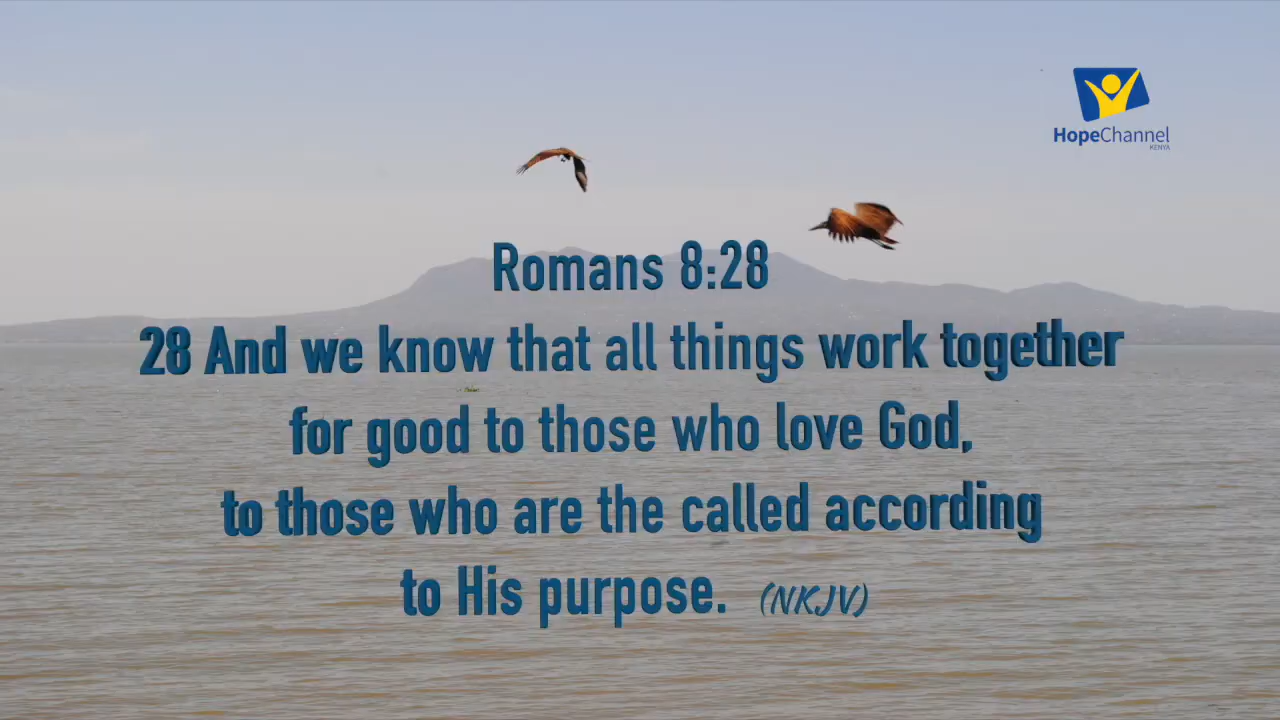 HopeChannel
KENYA
Romans 8:28
28 And we know that all things work together
for good to those who love God,
to those who are the called according
to His purpose. (NKJV)